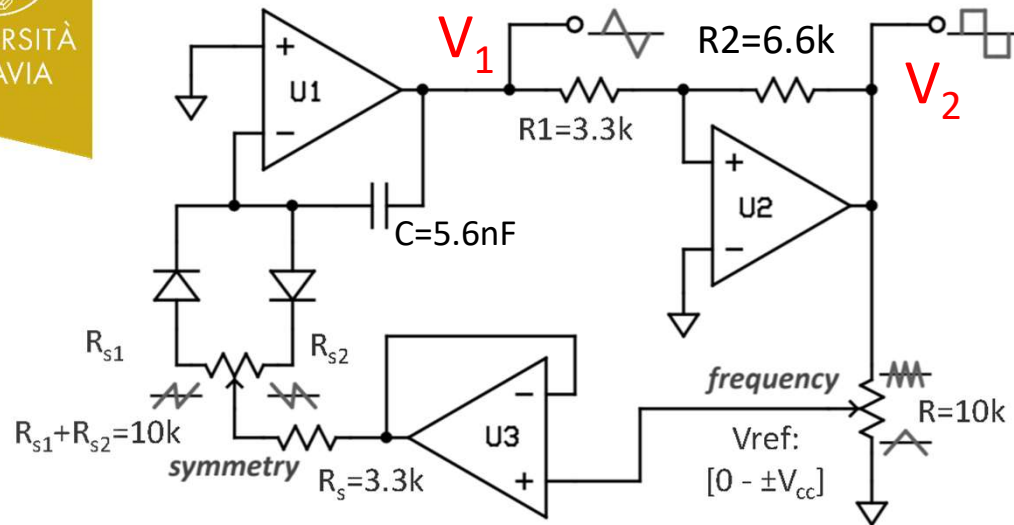 RSITÀ
AVIA
V1
R2=6.6k
V2
+
U1
−
R1=3.3k
+
U2
−
C=5.6nF
Rs1
Rs2
Rs1+Rs2=10k
symmetry
Rs=3.3k
−
U3
+
frequency
R=10k
Vref:
[0 - ±Vcc]